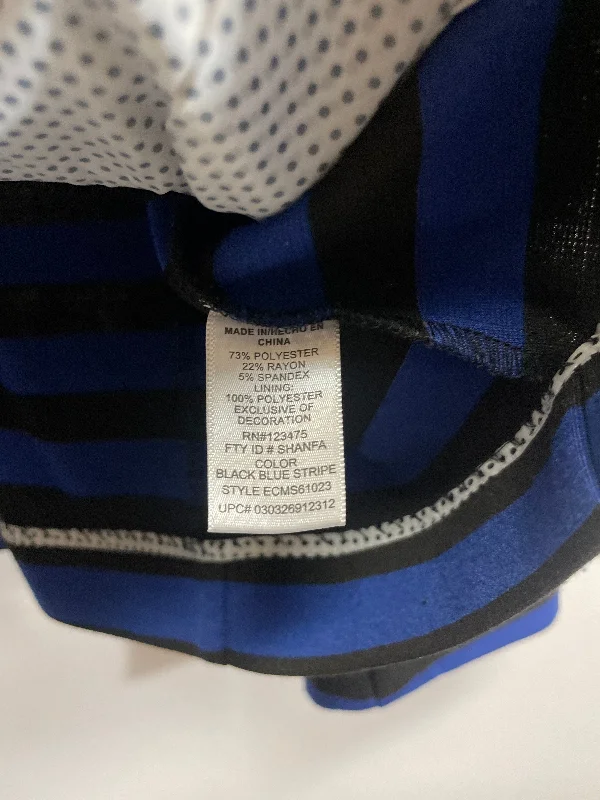 MADE IN/HECHO EN
CHINA
73% POLYESTER
22% RAYON
5% SPANDEX
LINING:
100% POLYESTER
EXCLUSIVE OF
DECORATION
RN#123475
FTY ID # SHANFA
COLOR
BLACK BLUE STRIPE
STYLE ECMS61023
UPC# 030326912312